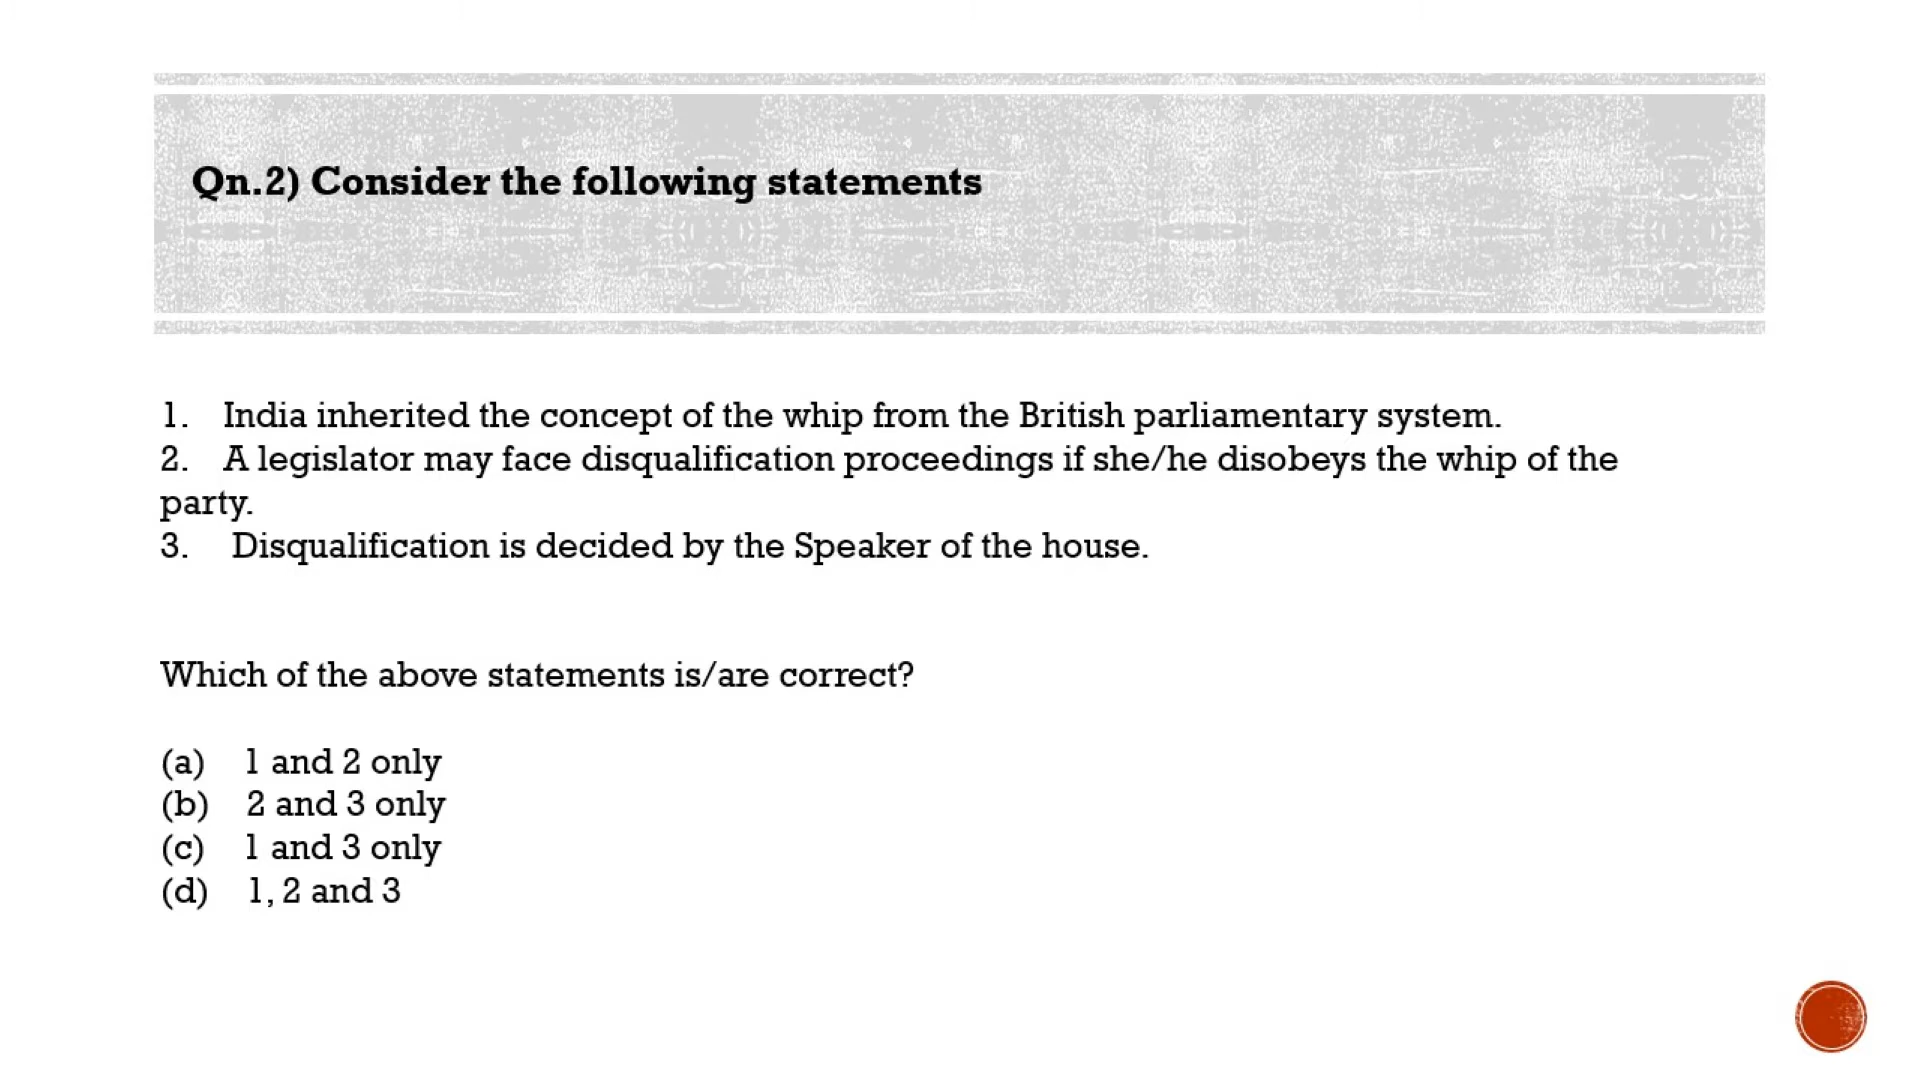 Qn.2) Consider the following statements
1. India inherited the concept of the whip from the British parliamentary system.
2. A legislator may face disqualification proceedings if she/he disobeys the whip of the
party.
3. Disqualification is decided by the Speaker of the house.
Which of the above statements is/are correct?
(a) 1 and 2 only
(b) 2 and 3 only
(c) 1 and 3 only
(d) 1, 2 and 3